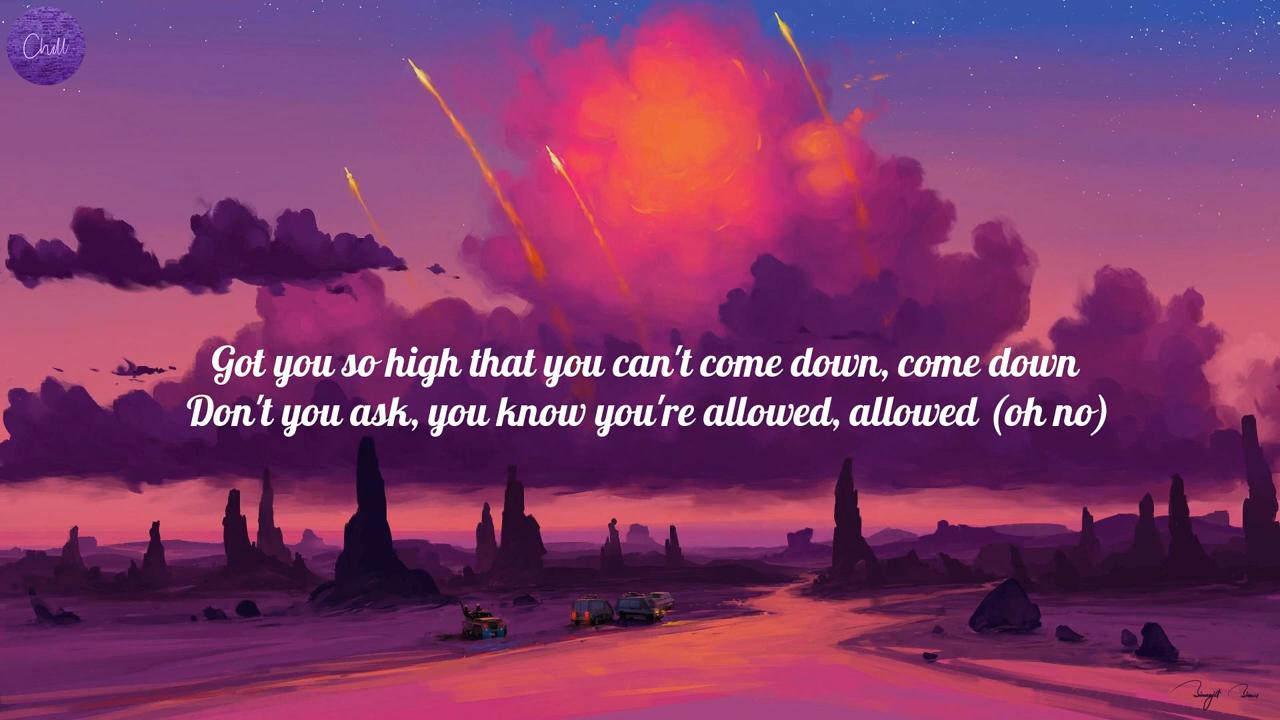 Chill
Got you so high that you can't come down, come down
Don't you ask, you know you're allowed, allowed (oh no)